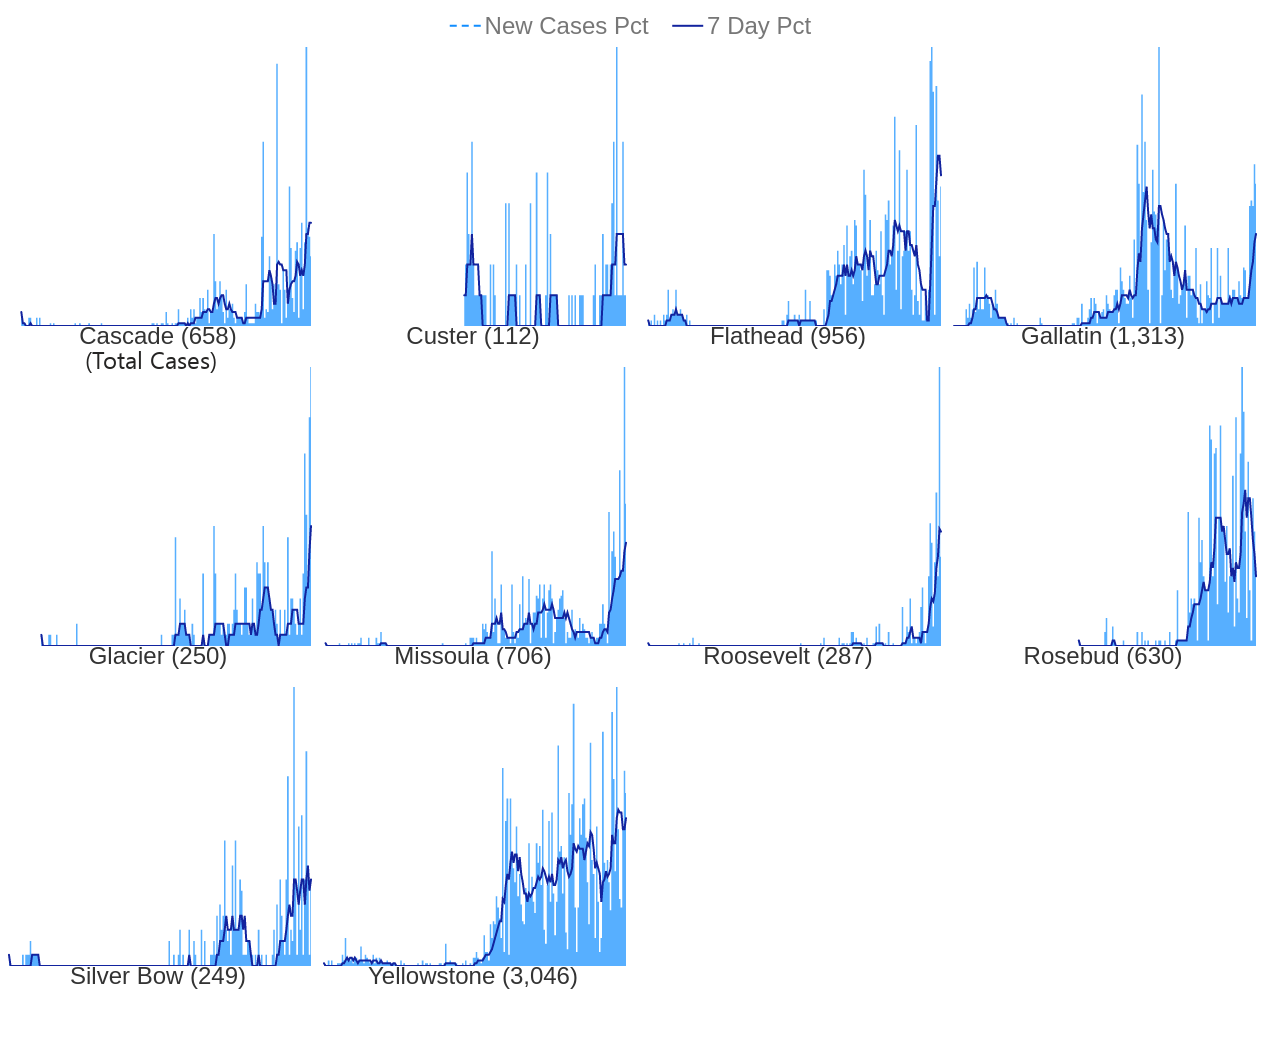 New Cases Pct   7 Day Pct
Cascade (658)   Custer (112)   Flathead (956)   Gallatin (1,313)
(Total Cases)
Glacier (250)   Missoula (706)   Roosevelt (287)   Rosebud (630)
Silver Bow (249)   Yellowstone (3,046)